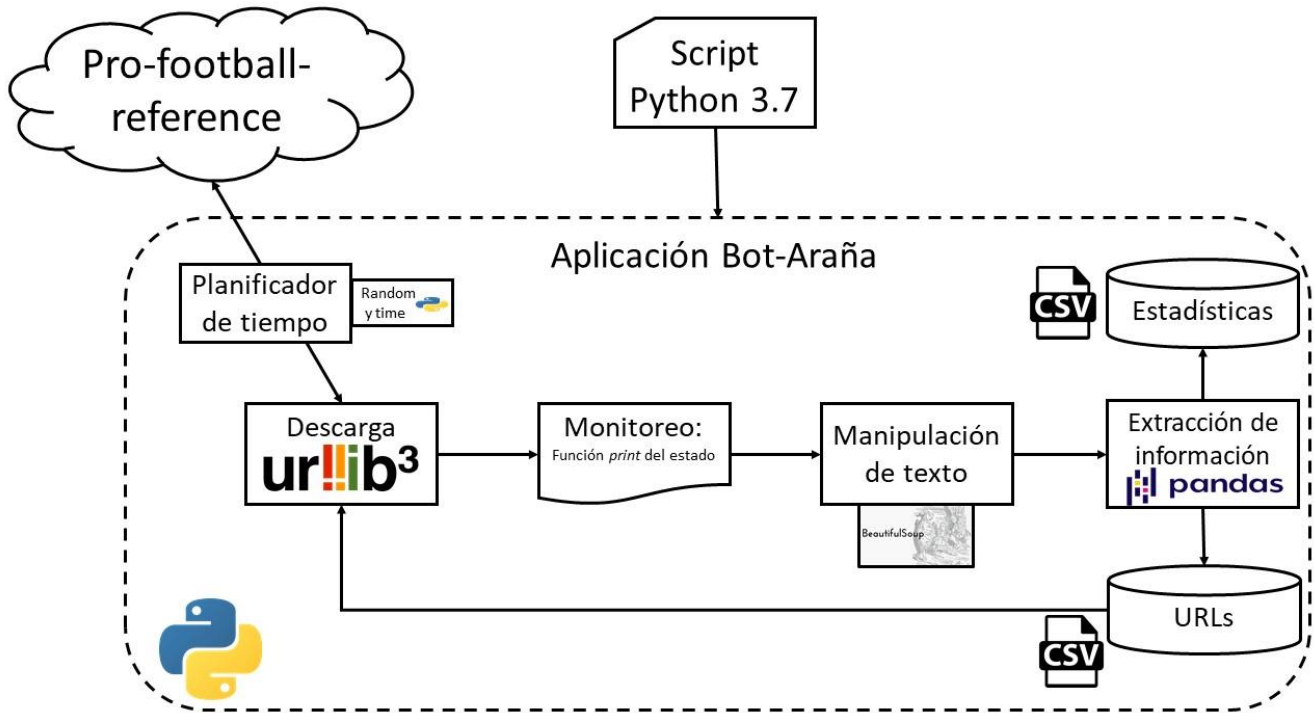 Pro-football-
reference
Script
Python 3.7
Aplicación Bot-Araña
Planificador
de tiempo
Random
y time
CSV
Estadísticas
Descarga
urllib3
Monitoreo:
Función print del estado
Manipulación
de texto
BeautifulSoup
Extracción de
información
pandas
URLs
CSV